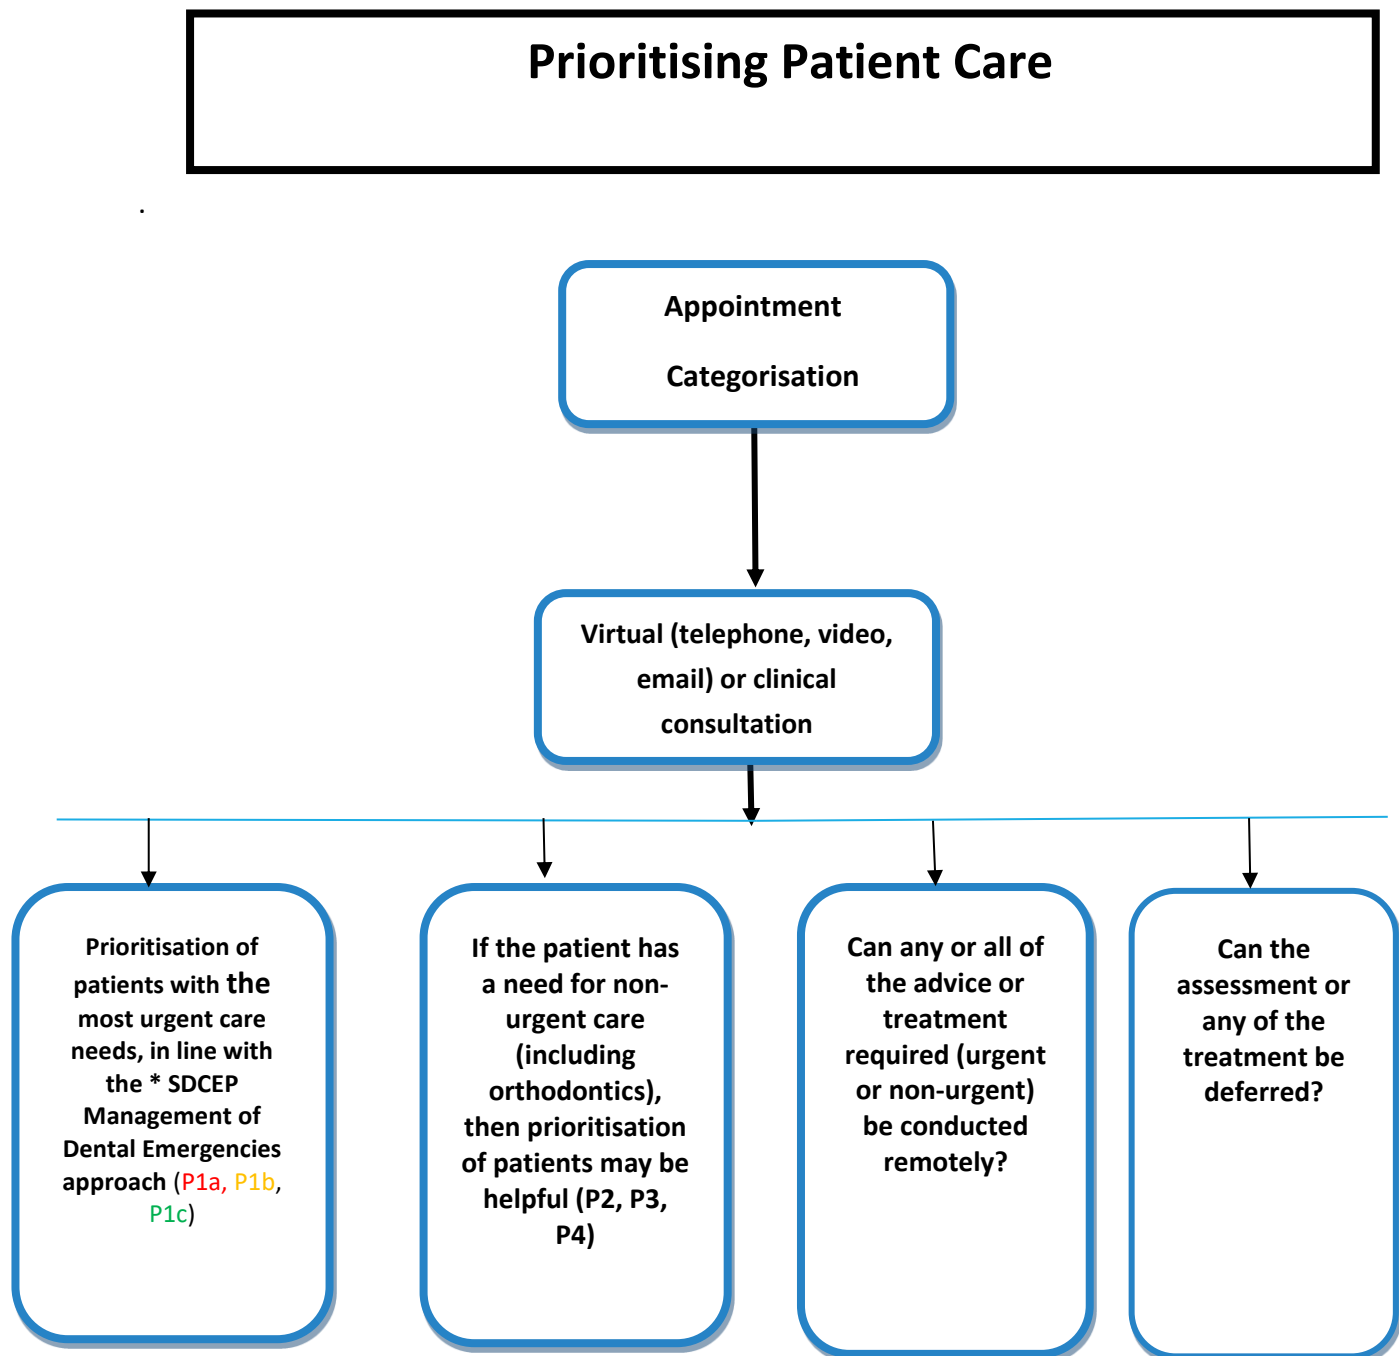 Prioritising Patient Care
.
Appointment
Categorisation
Virtual (telephone, video,
email) or clinical
consultation
Prioritisation of
patients with the
most urgent care
needs, in line with
the * SDCEP
Management of
Dental Emergencies
approach (P1a, P1b,
P1c)
If the patient has
a need for non-
urgent care
(including
orthodontics),
then prioritisation
of patients may be
helpful (P2, P3,
P4)
Can any or all of
the advice or
treatment
required (urgent
or non-urgent)
be conducted
remotely?
Can the
assessment or
any of the
treatment be
deferred?